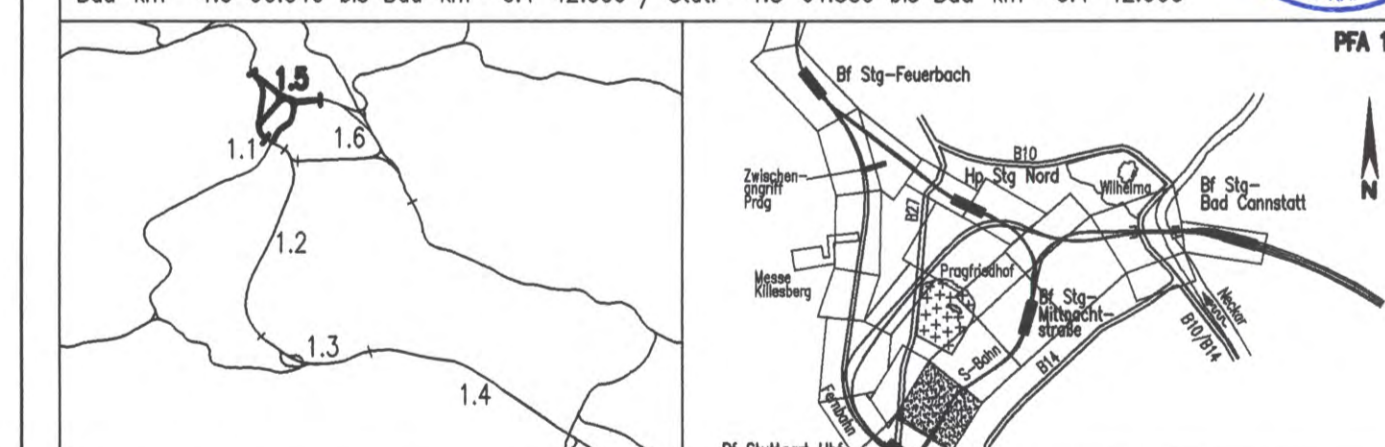 PFA 1
1.5
1.6
1.1
1.2
1.3
1.4
Bf Stg-Feuerbach
B10
Zwischen-
angriff
Prag
Hp Stg Nord
Wilhelma
Bf Stg-
Bad Cannstatt
N
B27
Messe
Killesberg
Pragfriedhof
Bf Stg-
Mittnacht-
straße
Neckar
B10/B14
S-Bahn
B14
Fernbahn